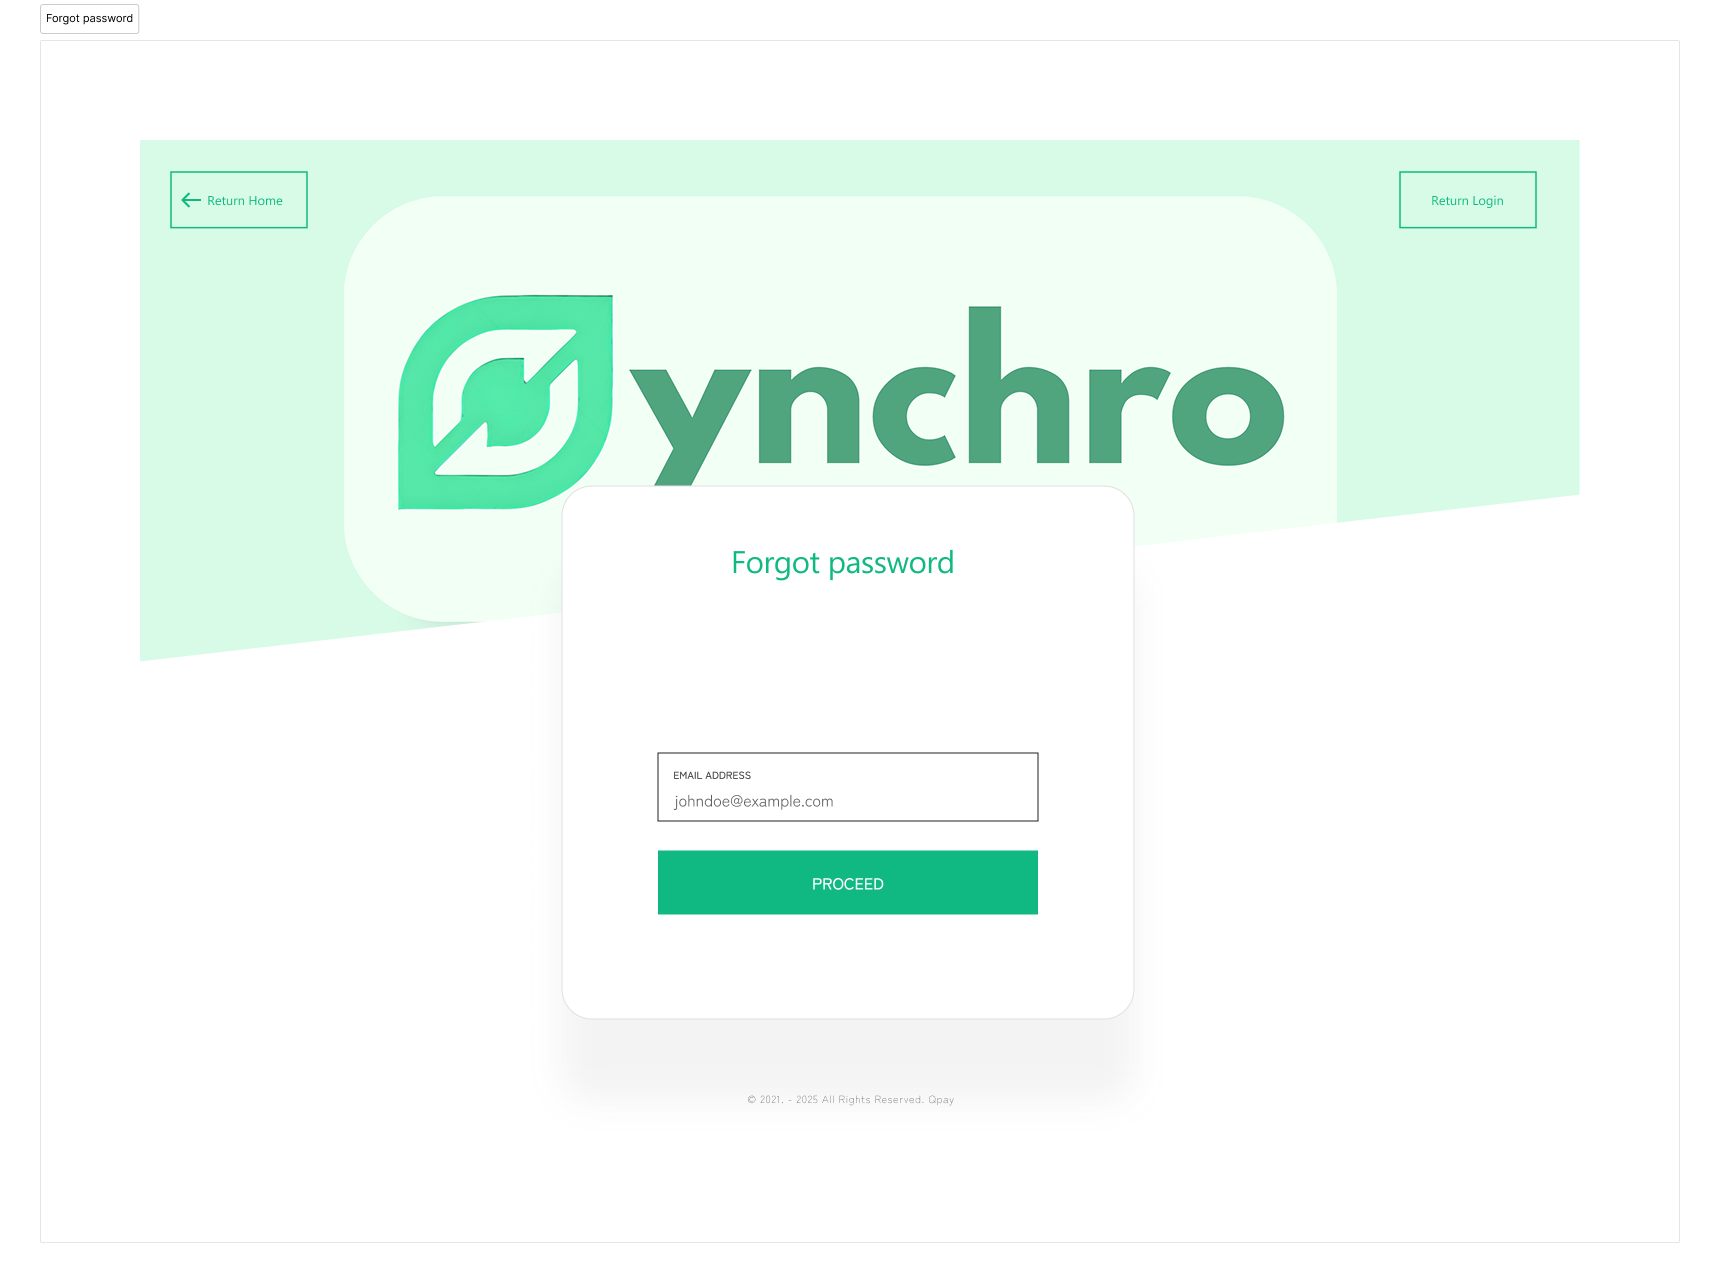 Forgot password
Return Home
Return Login
ynchro
Forgot password
EMAIL ADDRESS
johndoe@example.com
PROCEED
© 2021. - 2025 All Rights Reserved. Qpay